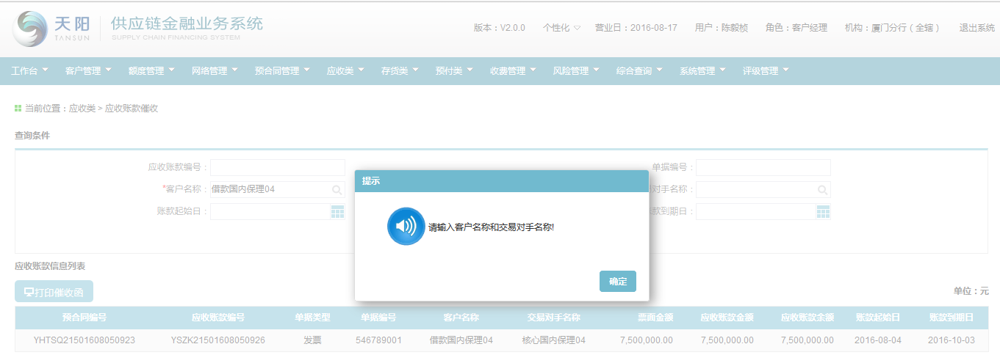 天阳
TANSUN
供应链金融业务系统
SUPPLY CHAIN FINANCING SYSTEM
版本：V2.0.0 个性化 营业日：2016-08-17 用户：陈毅桢 角色：客户经理 机构：厦门分行（全辖） 退出系统
工作台 客户管理 额度管理 网络管理 预合同管理 应收类 存货类 预付类 收费管理 风险管理 综合查询 系统管理 评级管理
当前位置：应收类 > 应收账款催收
查询条件
应收账款编号： 单据编号：
*客户名称：借款国内保理04 对手名称：
账款起始日： 款到期日：
提示
请输入客户名称和交易对手名称!
确定
应收账款信息列表
打印催收函 单位：元
预合同编号 应收账款编号 单据类型 单据编号 客户名称 交易对手名称 票面金额 应收账款金额 应收账款余额 账款起始日 账款到期日
YHTSQ21501608050923 YSZK21501608050926 发票 546789001 借款国内保理04 核心国内保理04 7,500,000.00 7,500,000.00 7,500,000.00 2016-08-04 2016-10-03